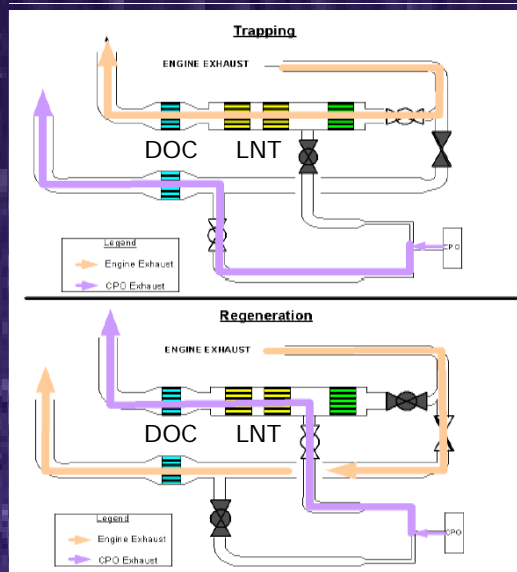 Trapping
ENGINE EXHAUST
DOC
LNT
CPO
Legend
Engine Exhaust
CPO Exhaust
Regeneration
ENGINE EXHAUST
DOC
LNT
CPO
Legend
Engine Exhaust
CPO Exhaust